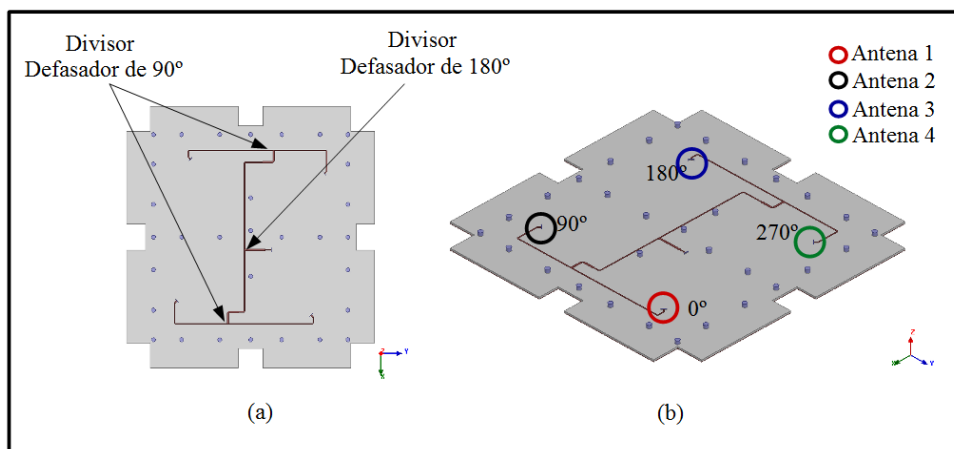 Divisor
Defasador de 90º
Divisor
Defasador de 180º
Antena 1
Antena 2
Antena 3
Antena 4
180º
90º
270º
0º
Y
X
Z
X
Y
(a)
(b)